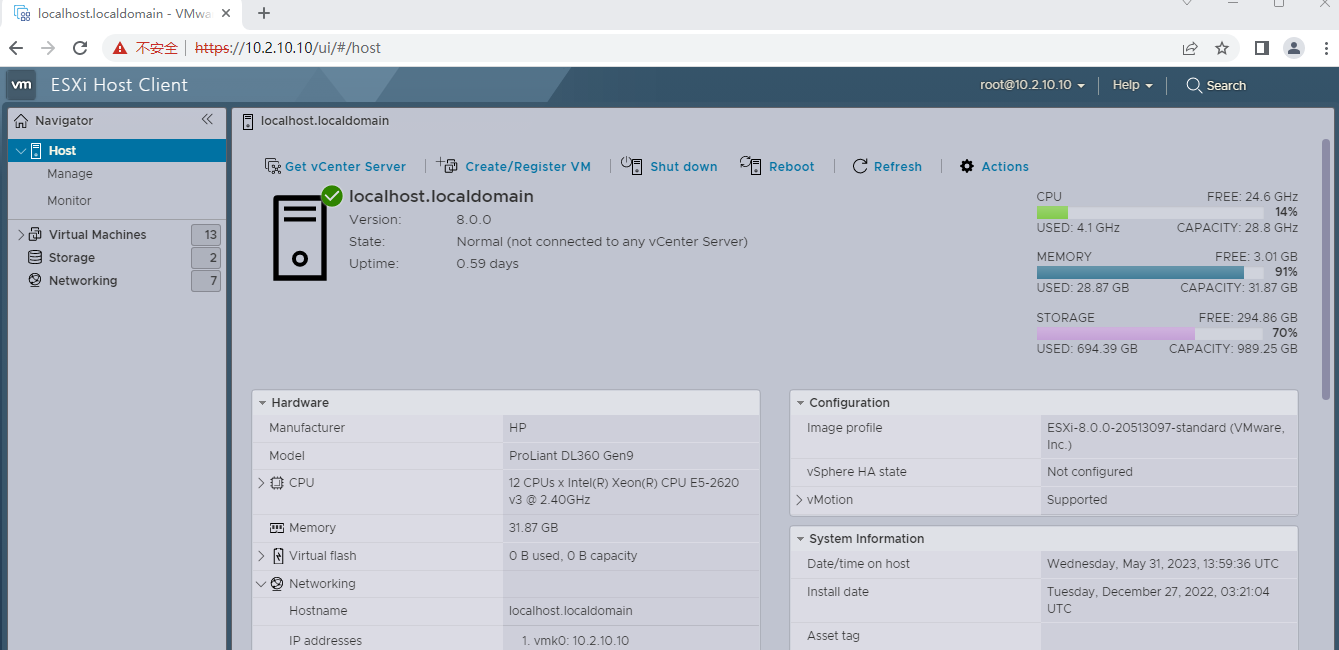 localhost.localdomain - VMwa
不安全 https://10.2.10.10/ui/#/host
vm ESXi Host Client
root@10.2.10.10 Help Search
Navigator
Host
Manage
Monitor
Virtual Machines 13
Storage 2
Networking 7
localhost.localdomain
Get vCenter Server Create/Register VM Shut down Reboot Refresh Actions
localhost.localdomain
Version: 8.0.0
State: Normal (not connected to any vCenter Server)
Uptime: 0.59 days
CPU FREE: 24.6 GHz
14%
USED: 4.1 GHz CAPACITY: 28.8 GHz
MEMORY FREE: 3.01 GB
91%
USED: 28.87 GB CAPACITY: 31.87 GB
STORAGE FREE: 294.86 GB
70%
USED: 694.39 GB CAPACITY: 989.25 GB
Hardware
Manufacturer HP
Model ProLiant DL360 Gen9
CPU 12 CPUs x Intel(R) Xeon(R) CPU E5-2620
v3 @ 2.40GHz
Memory 31.87 GB
Virtual flash 0 B used, 0 B capacity
Networking
Hostname localhost.localdomain
IP addresses 1. vmk0: 10.2.10.10
Configuration
Image profile ESXi-8.0.0-20513097-standard (VMware,
Inc.)
vSphere HA state Not configured
vMotion Supported
System Information
Date/time on host Wednesday, May 31, 2023, 13:59:36 UTC
Install date Tuesday, December 27, 2022, 03:21:04
UTC
Asset tag